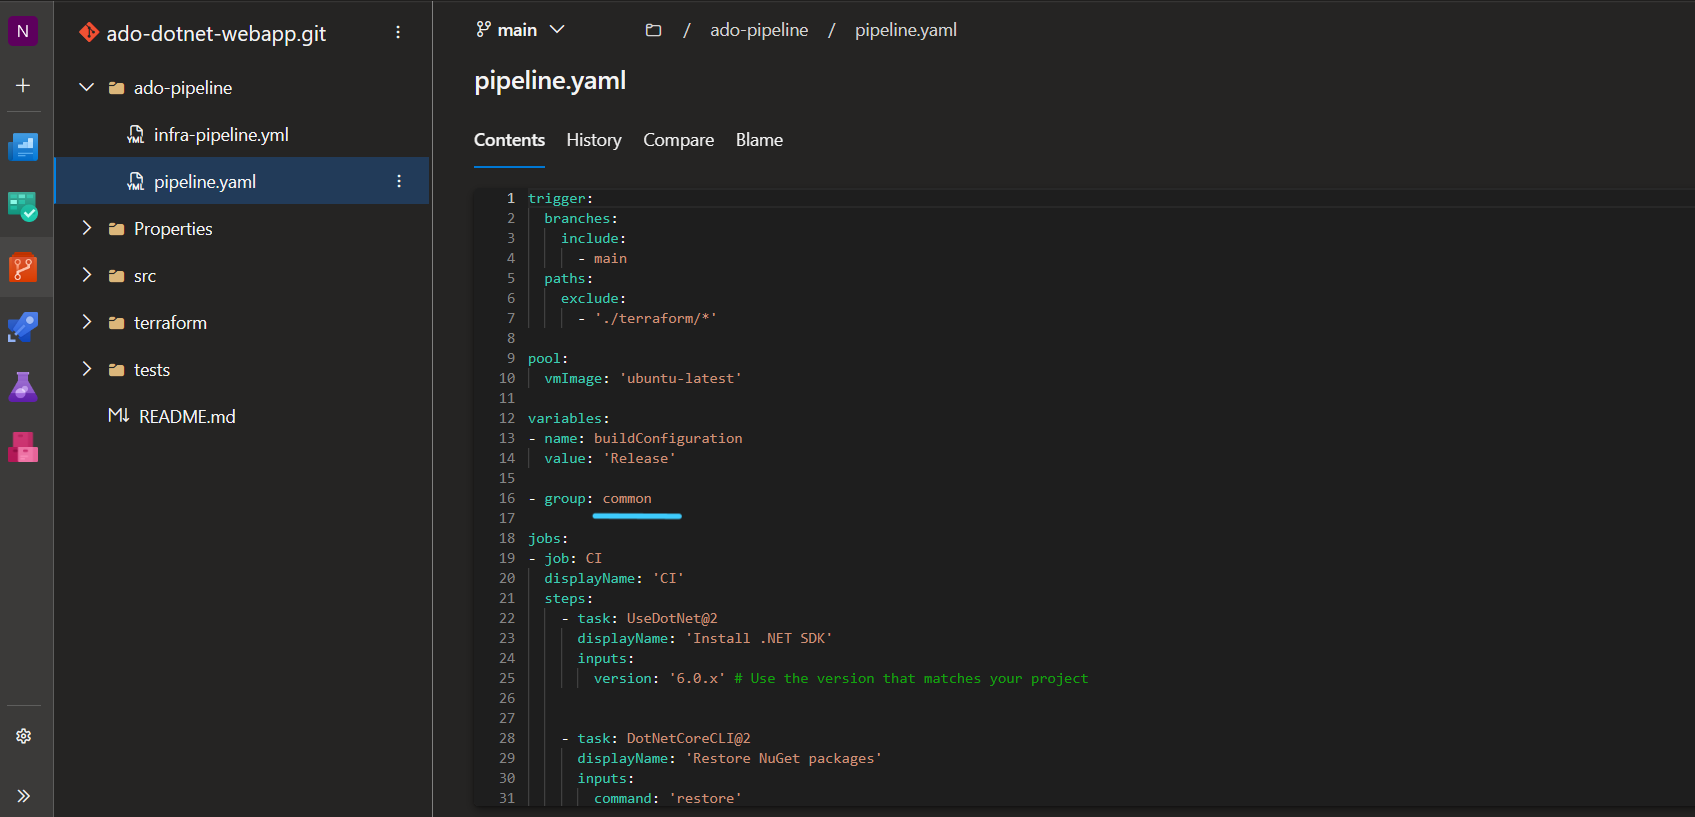 N
ado-dotnet-webapp.git
ado-pipeline
YML infra-pipeline.yml
YML pipeline.yaml
Properties
src
terraform
tests
M↓ README.md
main
/ ado-pipeline / pipeline.yaml
pipeline.yaml
Contents History Compare Blame
1 trigger:
2   branches:
3     include:
4       - main
5   paths:
6     exclude:
7       - './terraform/*'
8
9 pool:
10   vmImage: 'ubuntu-latest'
11
12 variables:
13 - name: buildConfiguration
14   value: 'Release'
15
16 - group: common
17
18 jobs:
19 - job: CI
20   displayName: 'CI'
21   steps:
22     - task: UseDotNet@2
23       displayName: 'Install .NET SDK'
24       inputs:
25         version: '6.0.x' # Use the version that matches your project
26
27
28     - task: DotNetCoreCLI@2
29       displayName: 'Restore NuGet packages'
30       inputs:
31         command: 'restore'